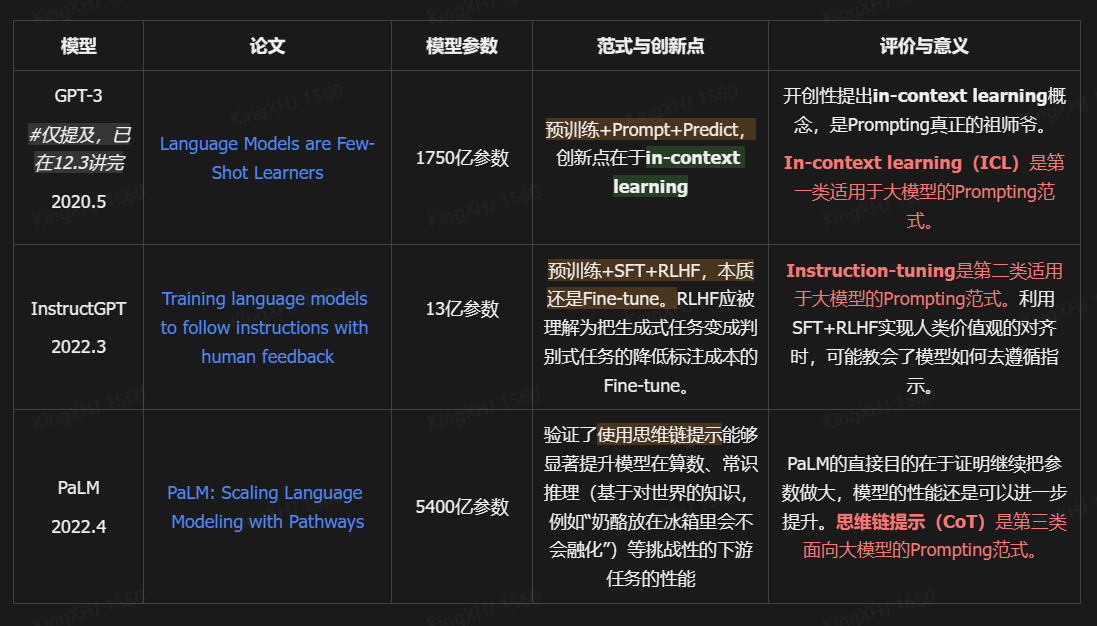 模型
论文
模型参数
范式与创新点
评价与意义
GPT-3
#仅提及，已
在12.3讲完
2020.5
Language Models are Few-
Shot Learners
1750亿参数
预训练+Prompt+Predict，
创新点在于in-context
learning
开创性提出in-context learning概
念，是Prompting真正的祖师爷。
In-context learning（ICL）是第
一类适用于大模型的Prompting范
式。
InstructGPT
2022.3
Training language models
to follow instructions with
human feedback
13亿参数
预训练+SFT+RLHF，本质
还是Fine-tune。RLHF应被
理解为把生成式任务变成判
别式任务的降低标注成本的
Fine-tune。
Instruction-tuning是第二类适用
于大模型的Prompting范式。利用
SFT+RLHF实现人类价值观的对齐
时，可能教会了模型如何去遵循指
示。
PaLM
2022.4
PaLM: Scaling Language
Modeling with Pathways
5400亿参数
验证了使用思维链提示能够
显著提升模型在算数、常识
推理（基于对世界的知识，
例如“奶酪放在冰箱里会不
会融化”）等挑战性的下游
任务的性能
PaLM的直接目的在于证明继续把参
数做大，模型的性能还是可以进一步
提升。思维链提示（CoT）是第三类
面向大模型的Prompting范式。
KingXHJ 1560